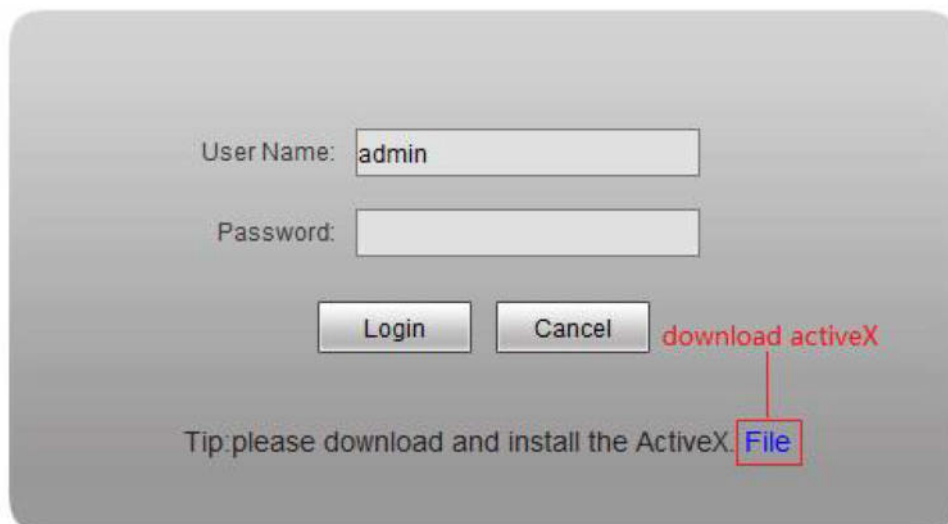 User Name: admin
Password:
Login Cancel
download activeX
Tip:please download and install the ActiveX. File